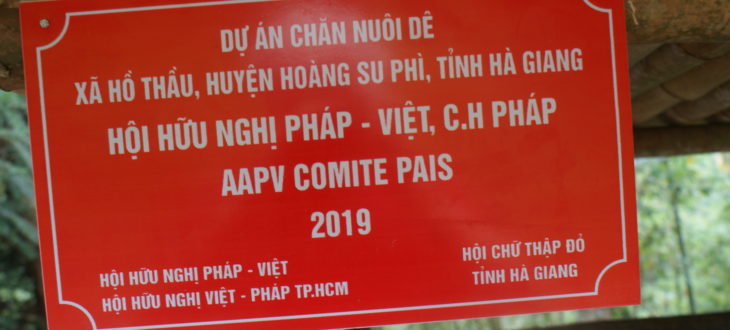 DỰ ÁN CHĂN NUÔI DÊ
XÃ HỒ THẦU, HUYỆN HOÀNG SU PHÌ, TỈNH HÀ GIANG
HỘI HỮU NGHỊ PHÁP - VIỆT, C.H PHÁP
AAPV COMITE PAIS
2019
HỘI HỮU NGHỊ PHÁP - VIỆT
HỘI HỮU NGHỊ VIỆT - PHÁP TP.HCM
HỘI CHỮ THẬP ĐỎ
TỈNH HÀ GIANG